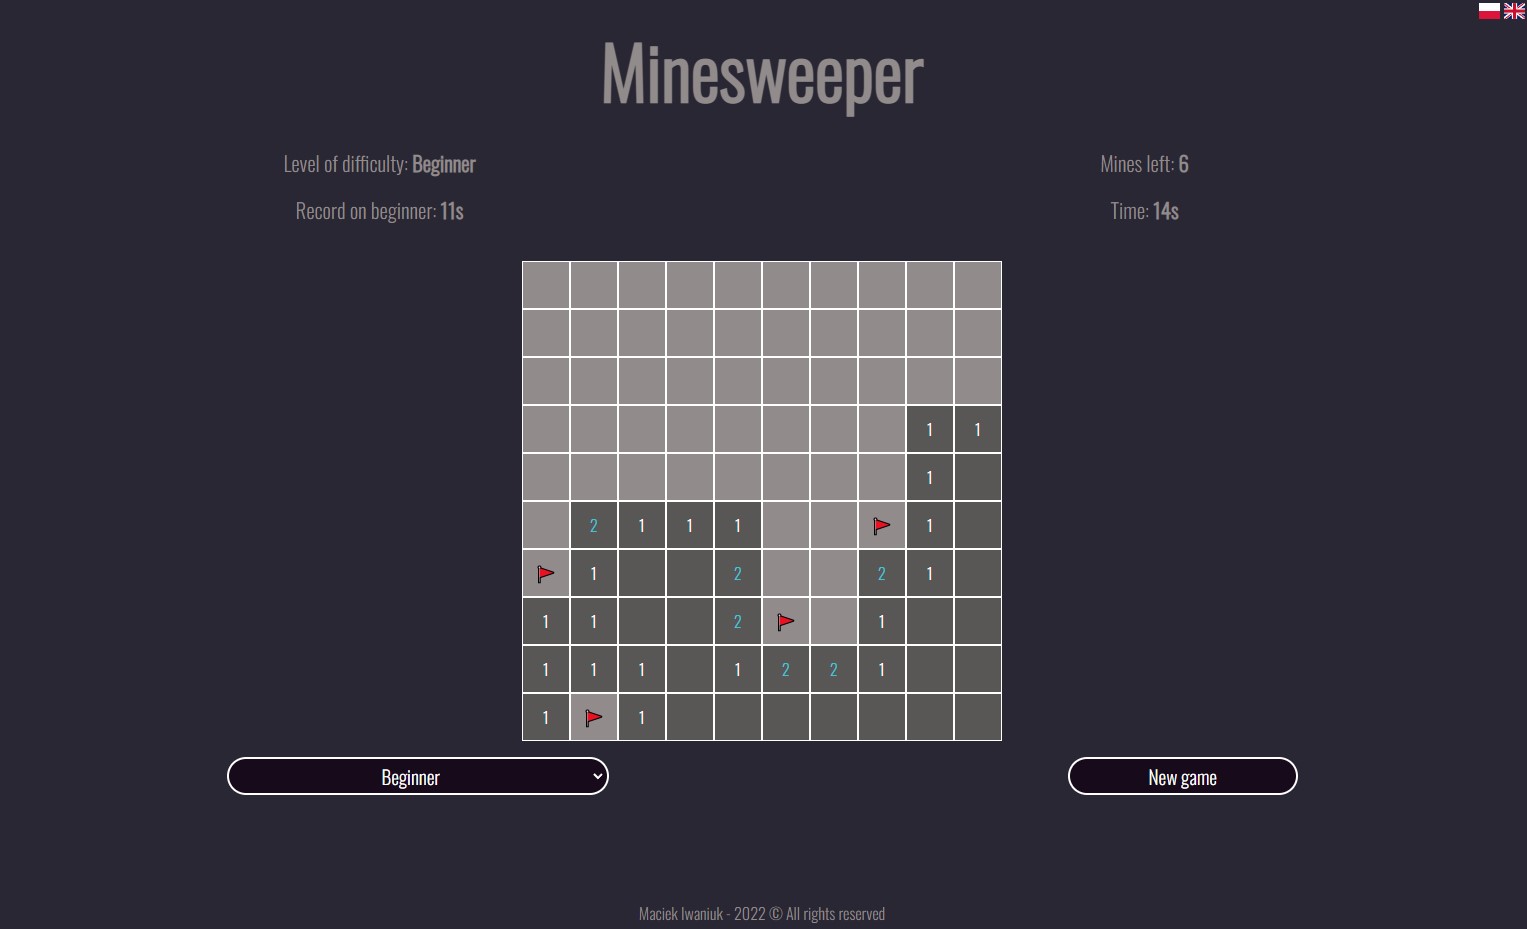 Minesweeper
Level of difficulty: Beginner
Mines left: 6
Record on beginner: 11s
Time: 14s
1 1
1
2 1 1 1 1
1 2 2 1
1 1 2 1
1 1 1 1 2 2 1
1 1
Beginner
New game
Maciek Iwaniuk - 2022 © All rights reserved